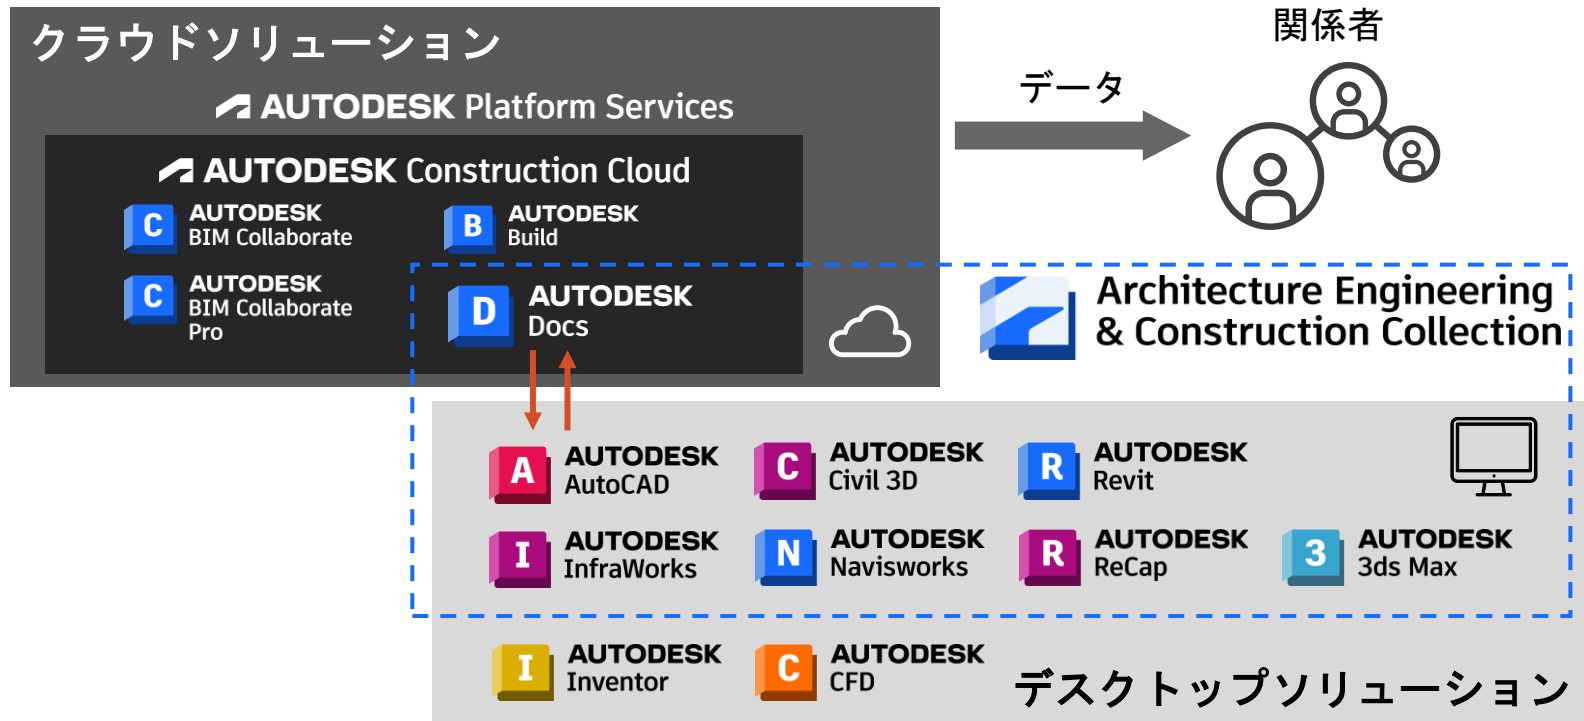 クラウドソリューション
AUTODESK Platform Services
AUTODESK Construction Cloud
C AUTODESK
BIM Collaborate
B AUTODESK
Build
C AUTODESK
BIM Collaborate
Pro
D AUTODESK
Docs
データ
関係者
Architecture Engineering
& Construction Collection
A AUTODESK
AutoCAD
C AUTODESK
Civil 3D
R AUTODESK
Revit
I AUTODESK
InfraWorks
N AUTODESK
Navisworks
R AUTODESK
ReCap
3 AUTODESK
3ds Max
I AUTODESK
Inventor
C AUTODESK
CFD
デスクトップソリューション